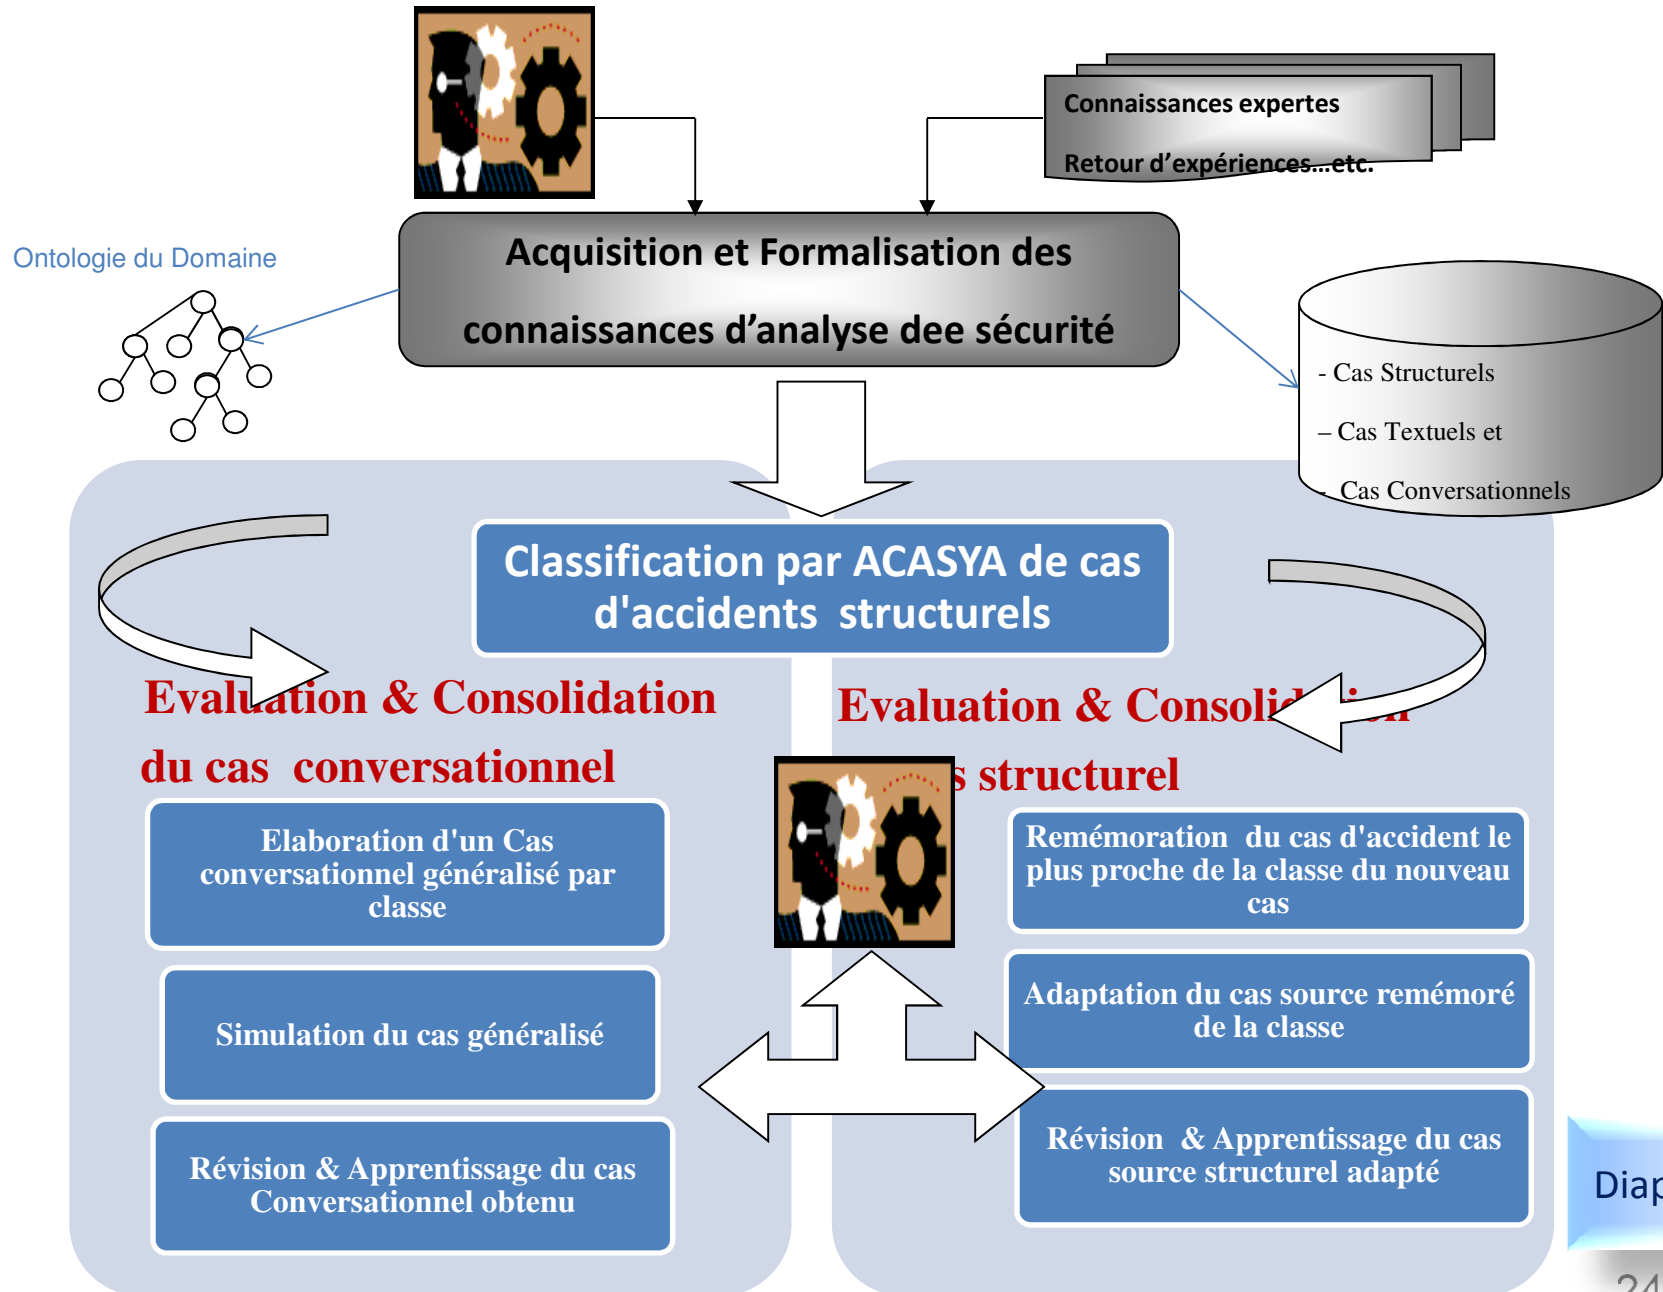 Connaissances expertes
Retour d'expériences...etc.
Acquisition et Formalisation des
connaissances d'analyse dee sécurité
Ontologie du Domaine
- Cas Structurels
– Cas Textuels et
- Cas Conversationnels
Classification par ACASYA de cas
d'accidents structurels
Evaluation & Consolidation
du cas conversationnel
Elaboration d'un Cas
conversationnel généralisé par
classe
Simulation du cas généralisé
Révision & Apprentissage du cas
Conversationnel obtenu
Evaluation & Consolidation
structurel
Remémoration du cas d'accident le
plus proche de la classe du nouveau
cas
Adaptation du cas source remémoré
de la classe
Révision & Apprentissage du cas
source structurel adapté
Diap
24